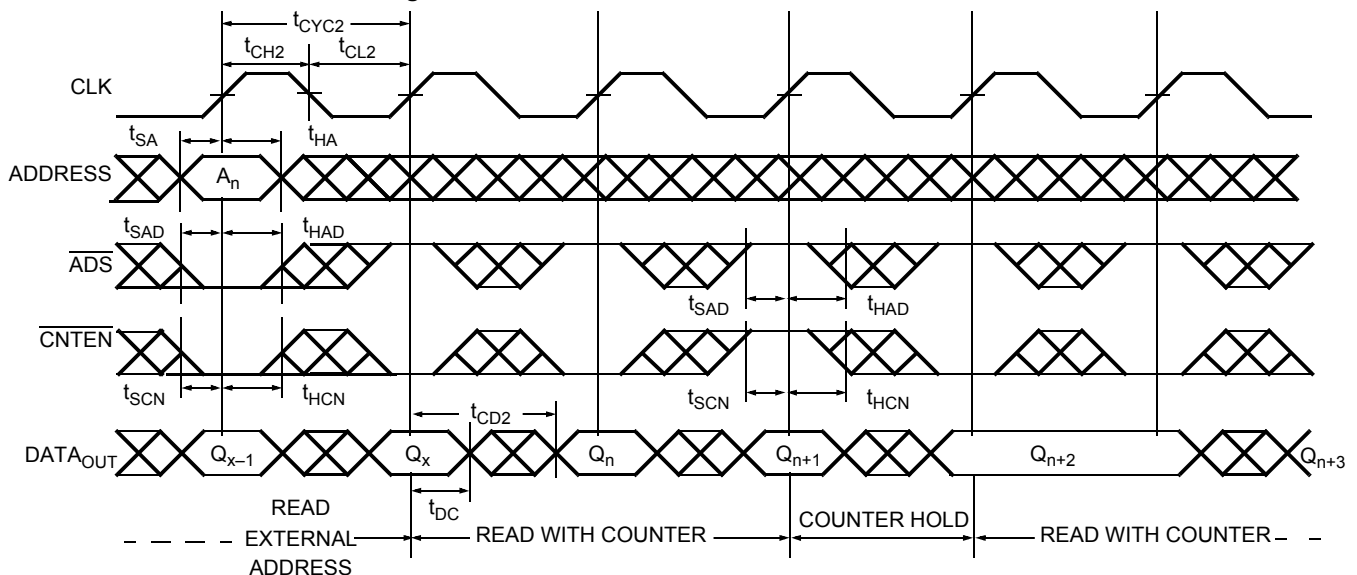 tCYC2
tCH2 tCL2
CLK
tSA tHA
ADDRESS An
tSAD tHAD
ADS
tSAD tHAD
CNTEN
tSCN tHCN tSCN tHCN
tCD2
DATAOUT Qx–1 Qx Qn Qn+1 Qn+2 Qn+3
tDC
READ
EXTERNAL
ADDRESS
READ WITH COUNTER
COUNTER HOLD
READ WITH COUNTER